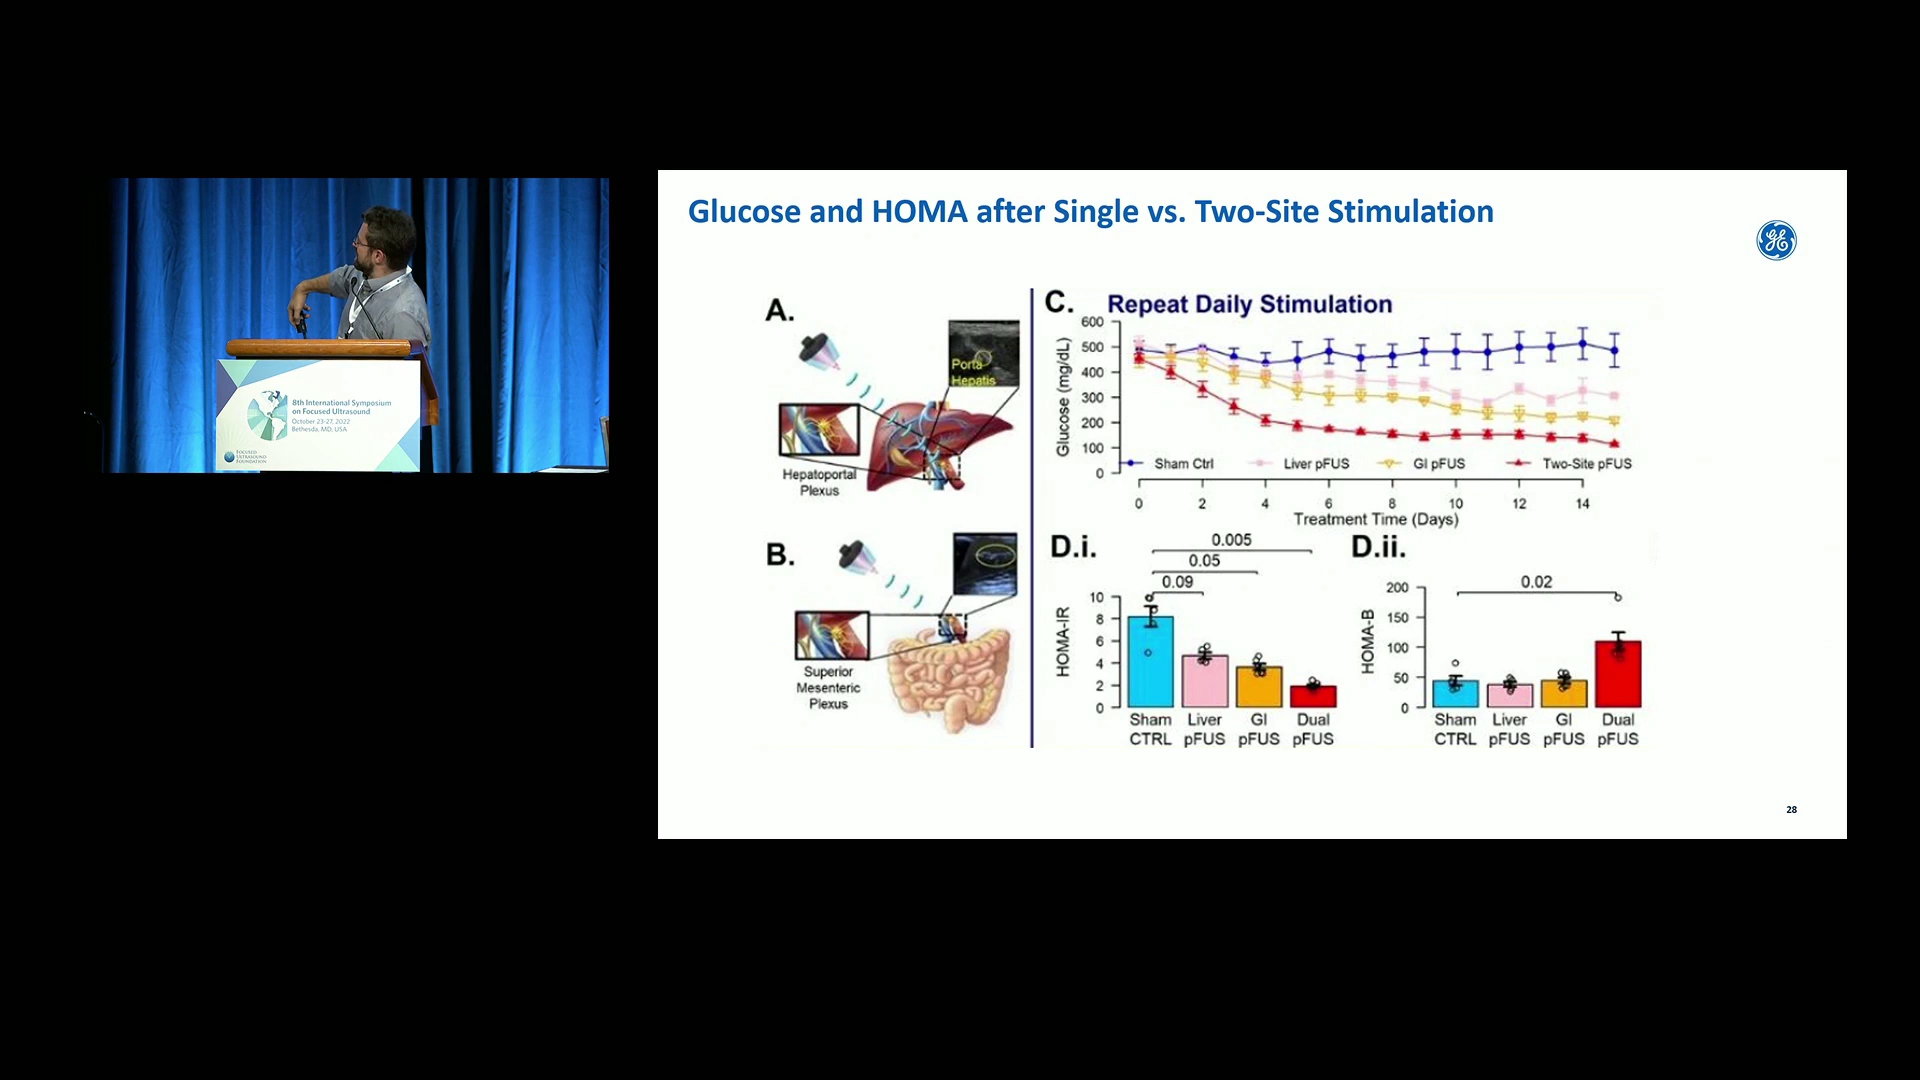 8th International Symposium
on Focused Ultrasound
October 23-27, 2022
Bethesda, MD, USA
FOCUSED
ULTRASOUND
FOUNDATION
Glucose and HOMA after Single vs. Two-Site Stimulation
GE
A.
Porta
Hepatis
Hepatoportal
Plexus
B.
Superior
Mesenteric
Plexus
C. Repeat Daily Stimulation
Glucose (mg/dL)
600
500
400
300
200
100
0
Sham Ctrl Liver pFUS GI pFUS Two-Site pFUS
0 2 4 6 8 10 12 14
Treatment Time (Days)
D.i.
0.005
0.05
0.09
HOMA-IR
10
8
6
4
2
0
Sham Liver GI Dual
CTRL pFUS pFUS pFUS
D.ii.
0.02
HOMA-B
200
150
100
50
0
Sham Liver GI Dual
CTRL pFUS pFUS pFUS
28